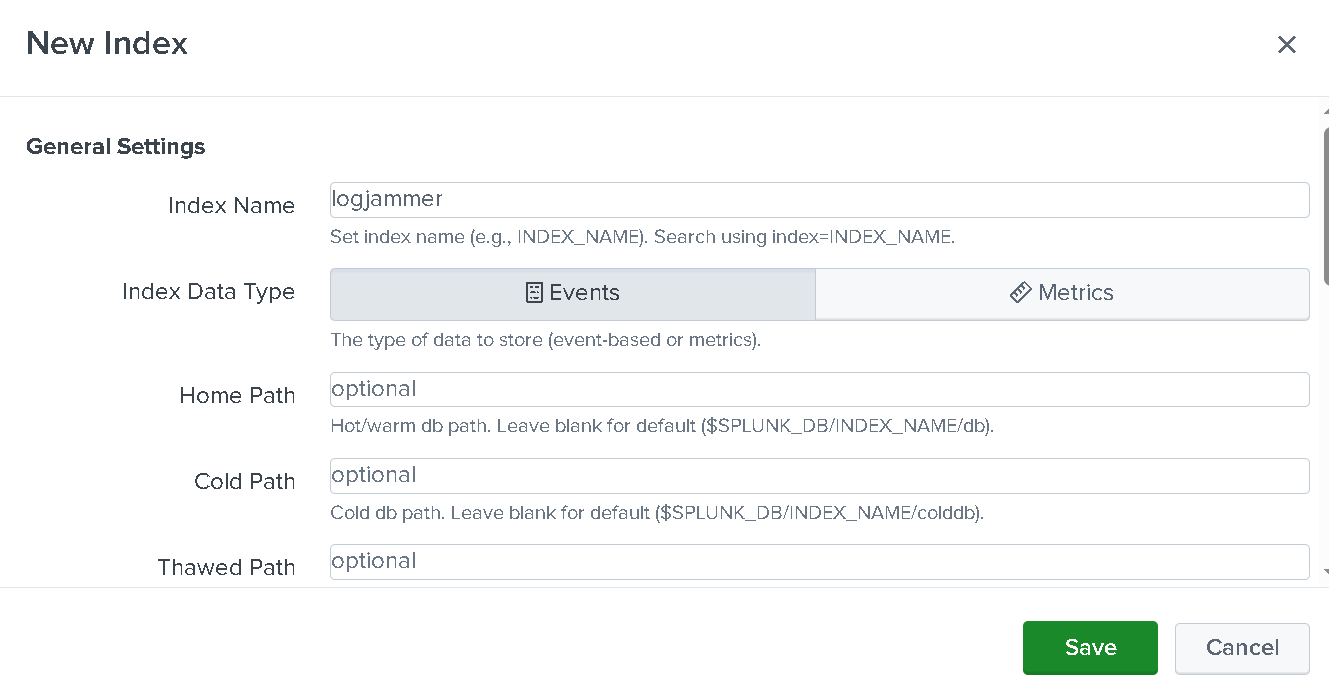 New Index
General Settings
Index Name
logjammer
Set index name (e.g., INDEX_NAME). Search using index=INDEX_NAME.
Index Data Type
Events
Metrics
The type of data to store (event-based or metrics).
Home Path
optional
Hot/warm db path. Leave blank for default ($SPLUNK_DB/INDEX_NAME/db).
Cold Path
optional
Cold db path. Leave blank for default ($SPLUNK_DB/INDEX_NAME/colddb).
Thawed Path
optional
Save
Cancel